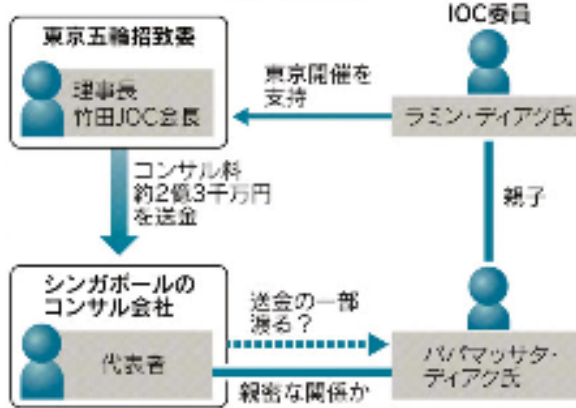 IOC委員
東京五輪招致委
理事長
竹田JOC会長
東京開催を
支持
ラミン・ディアク氏
コンサル料
約2億3千万円
を送金
親子
シンガポールの
コンサル会社
代表者
送金の一部
渡る?
親密な関係か
パパマッサタ・
ディアク氏